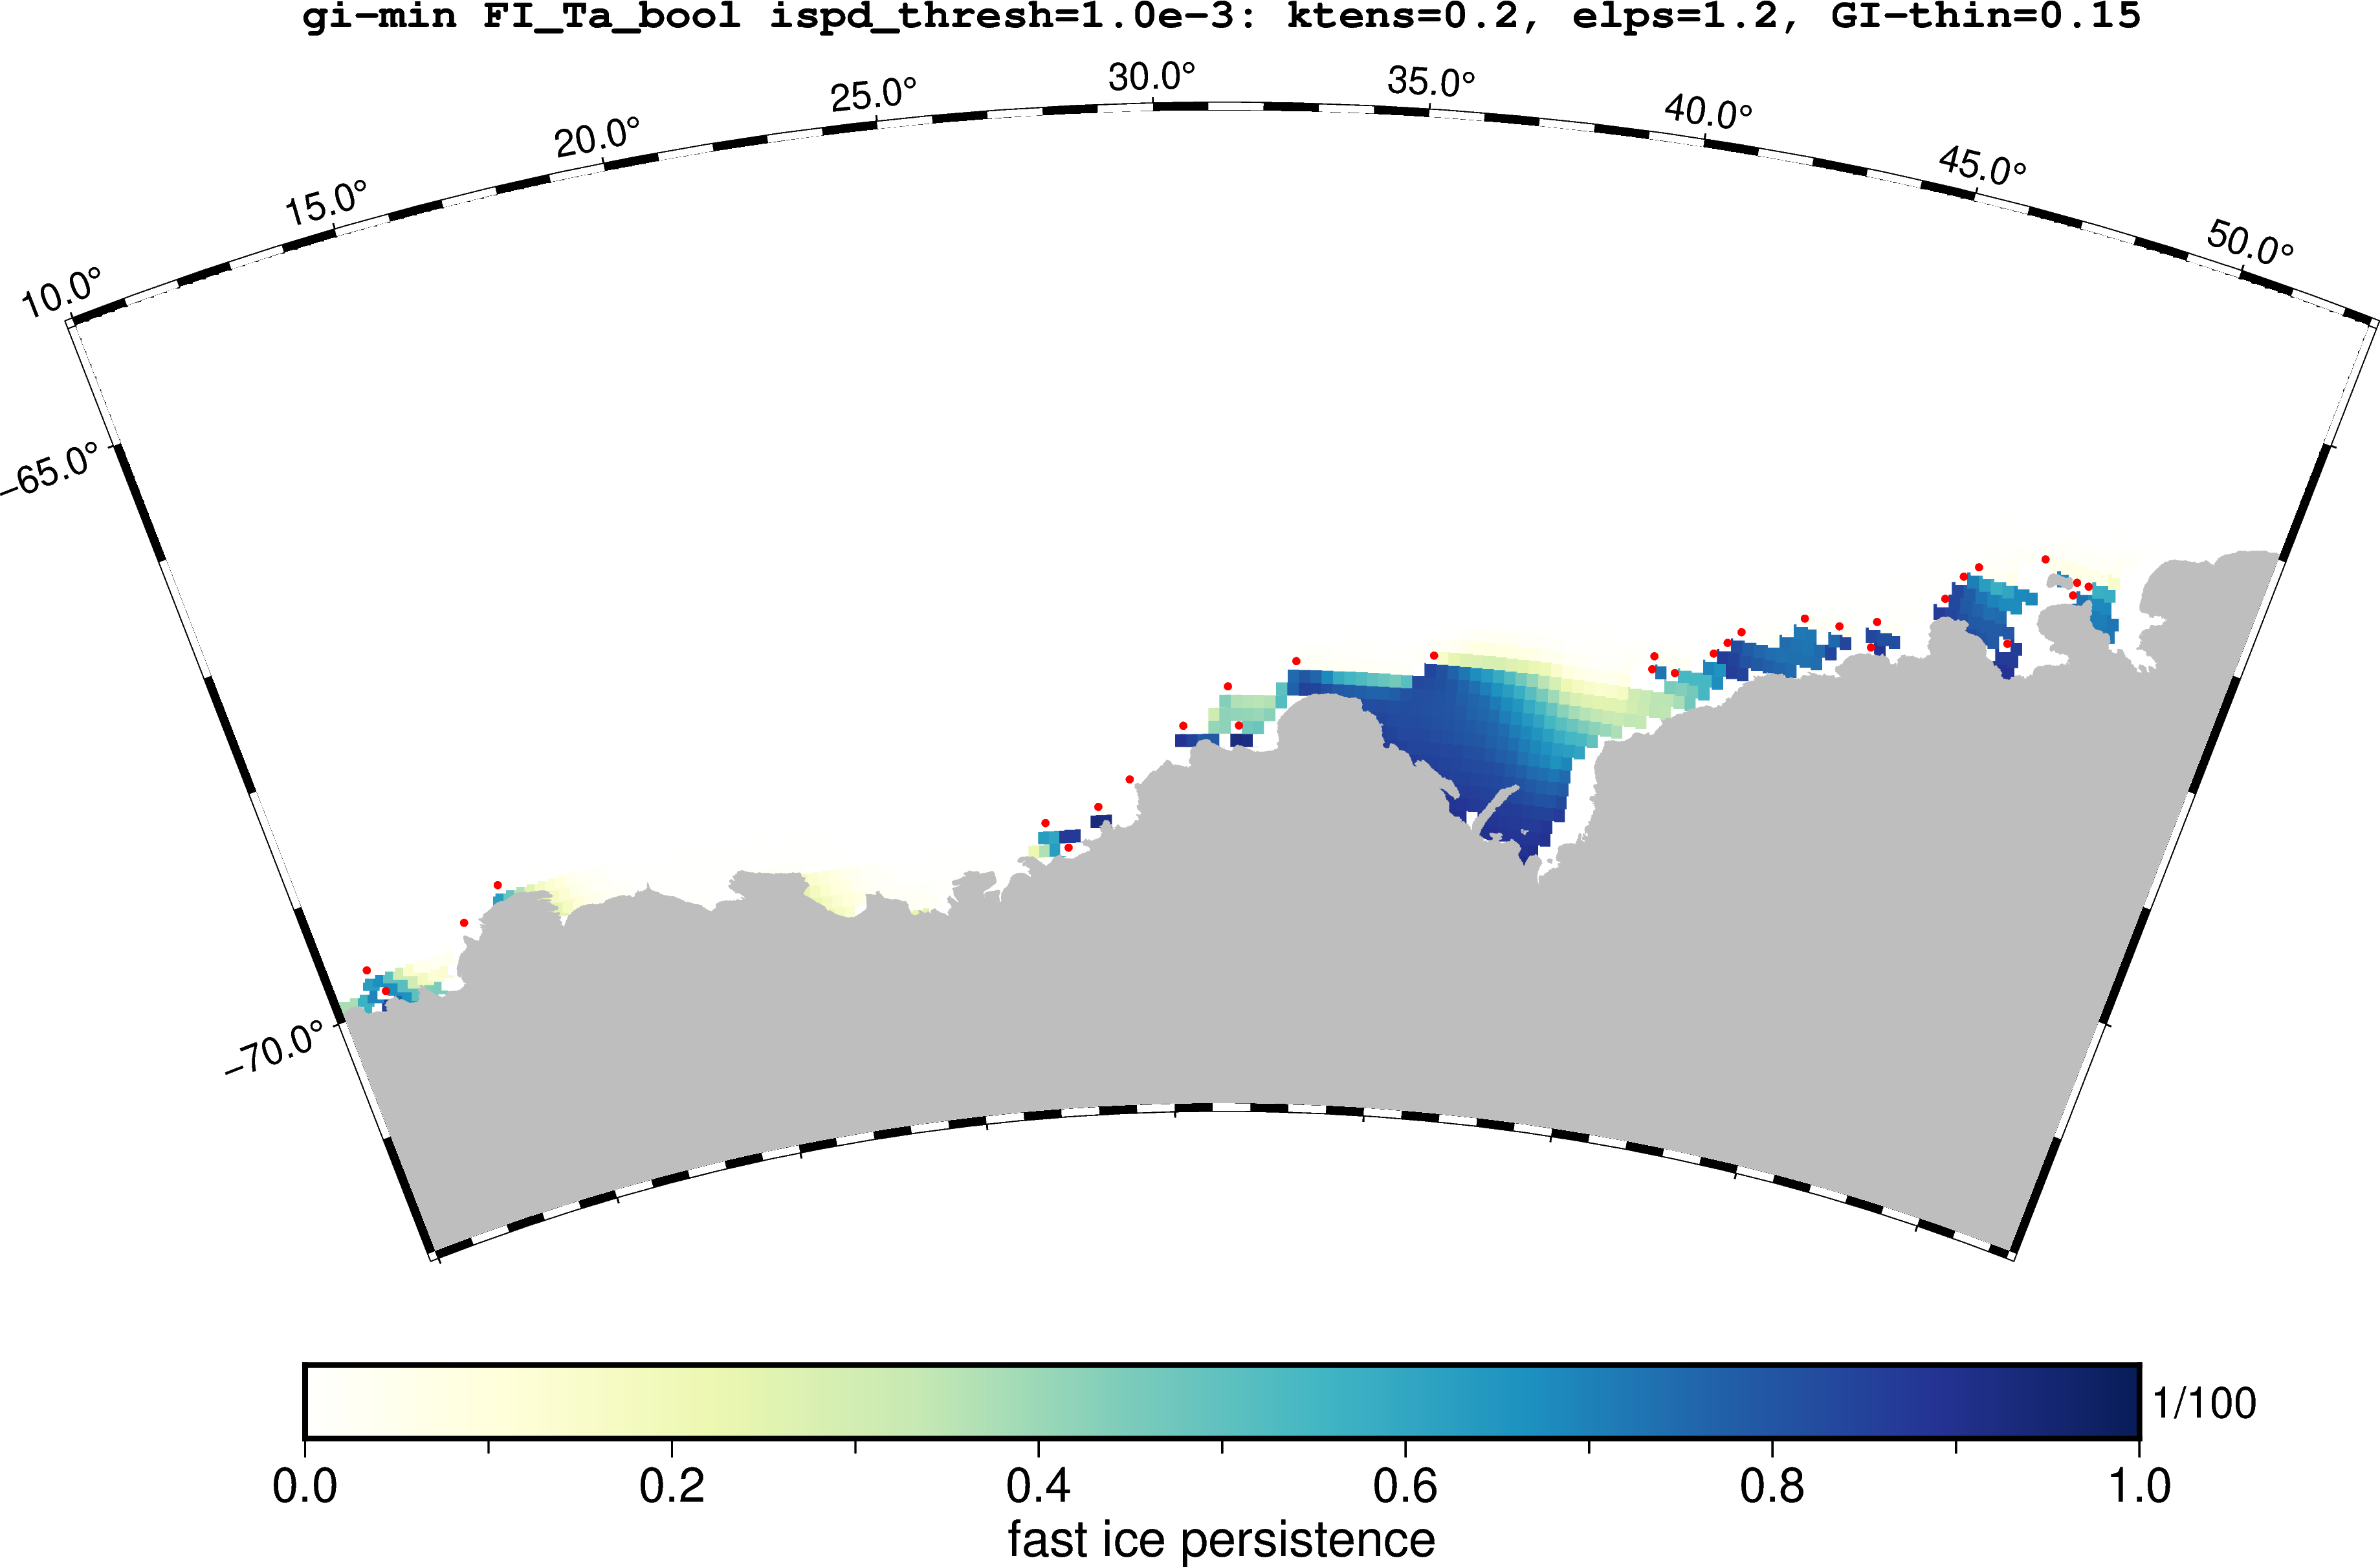 gi-min FI_Ta_bool ispd_thresh=1.0e-3: ktens=0.2, elps=1.2, GI-thin=0.15
10.0° 15.0° 20.0° 25.0° 30.0° 35.0° 40.0° 45.0° 50.0°
-65.0°
-70.0°
1/100
0.0 0.2 0.4 0.6 0.8 1.0
fast ice persistence